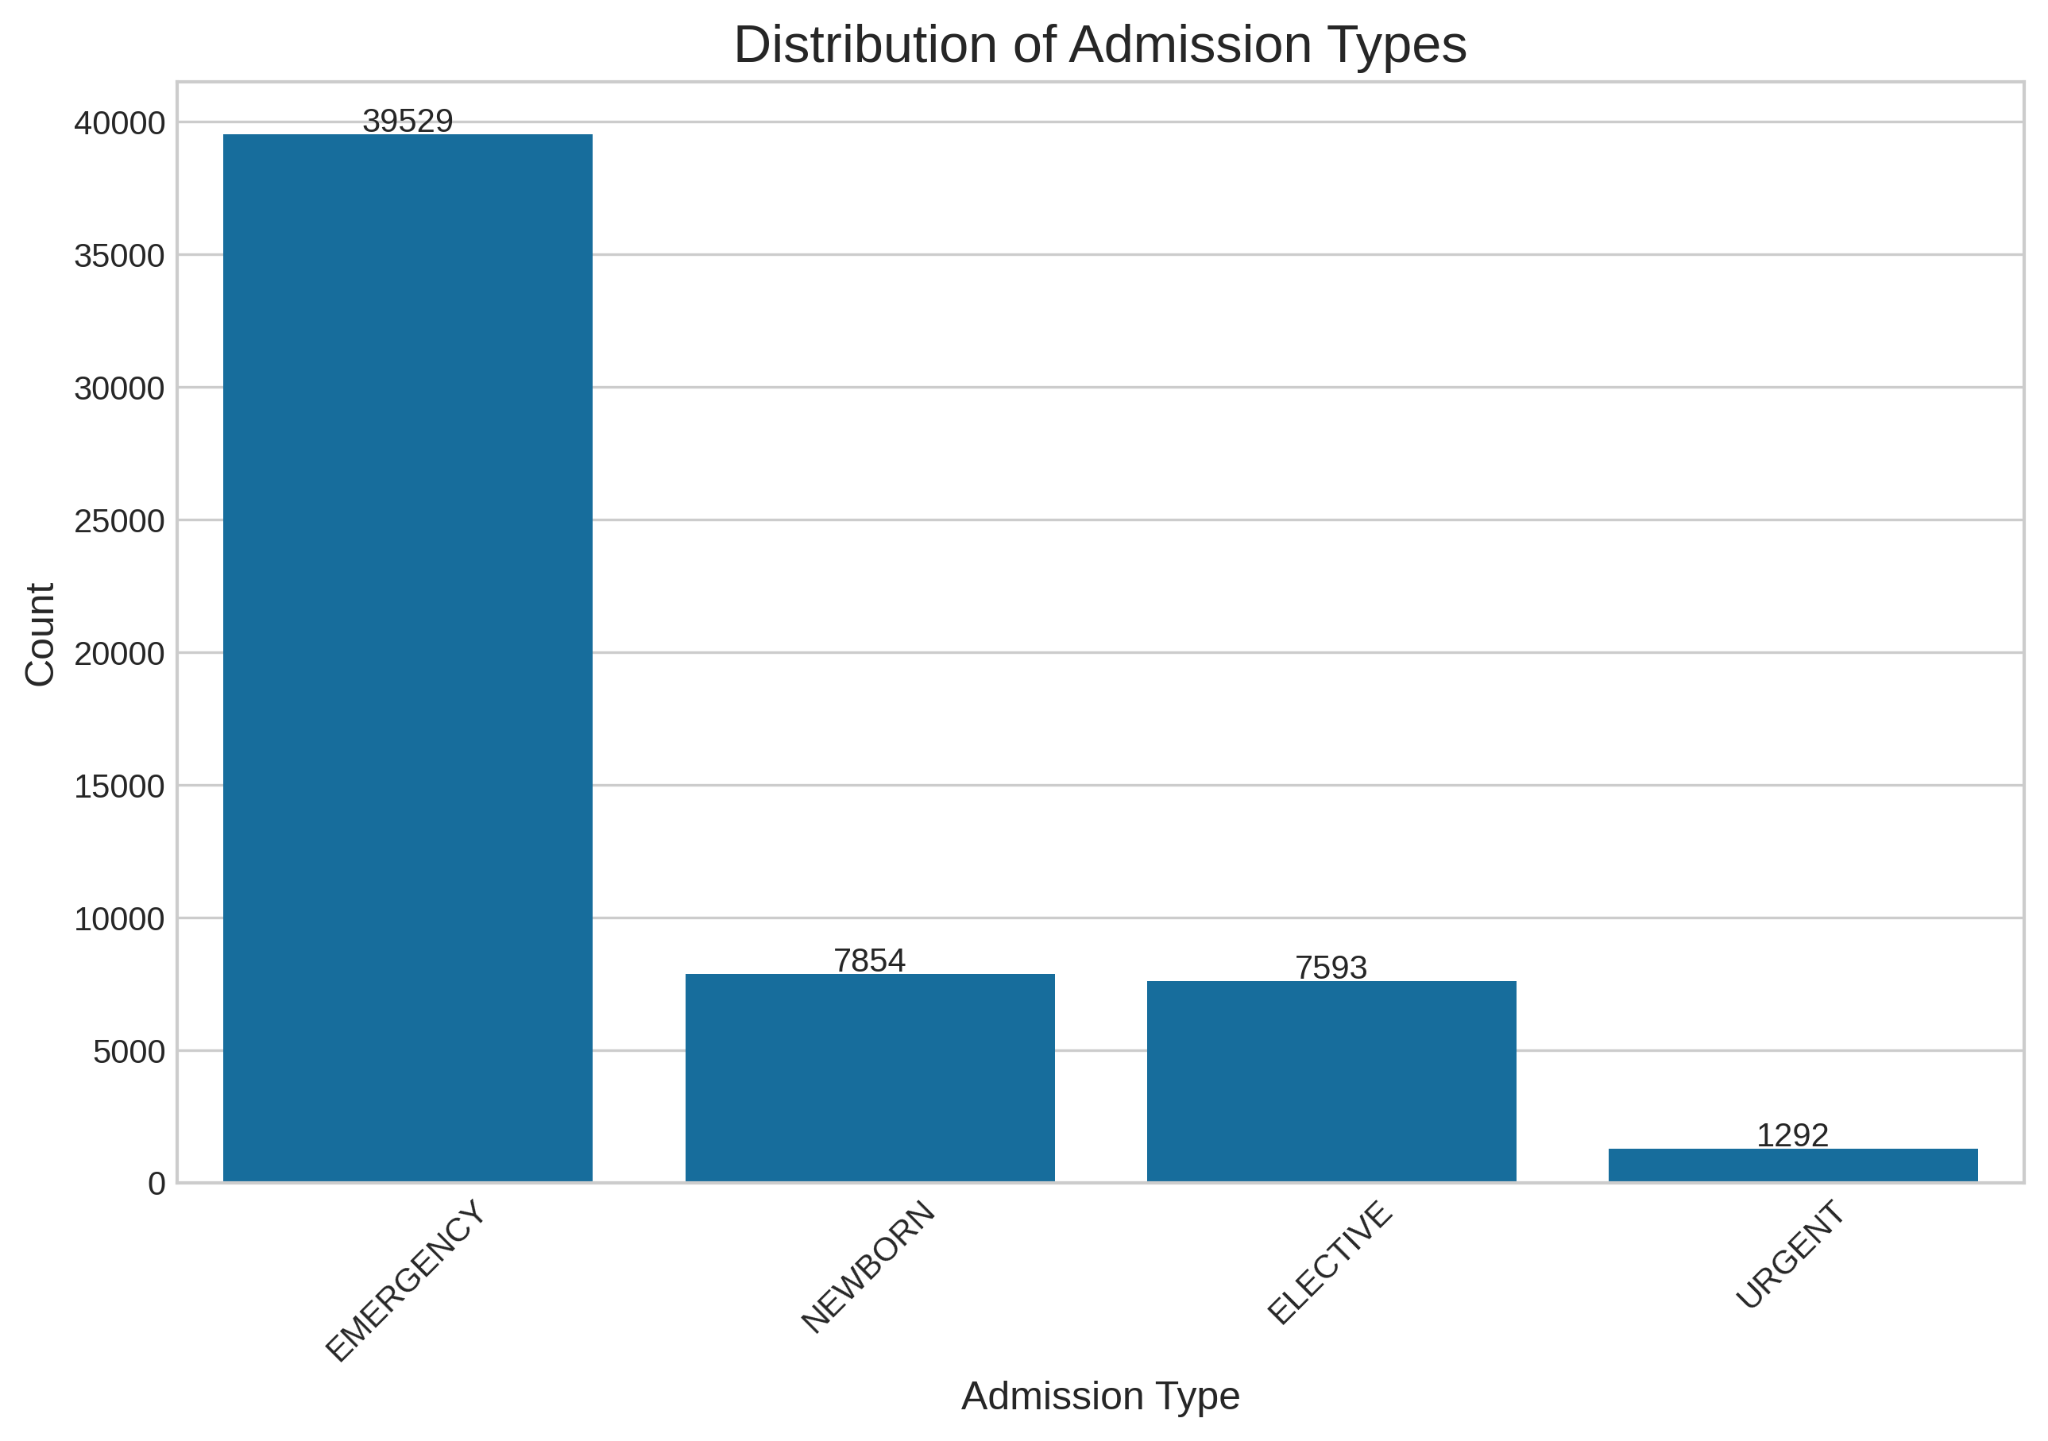 Distribution of Admission Types
40000
35000
30000
25000
20000
15000
10000
5000
0
Count
39529
7854
7593
1292
EMERGENCY
NEWBORN
ELECTIVE
URGENT
Admission Type